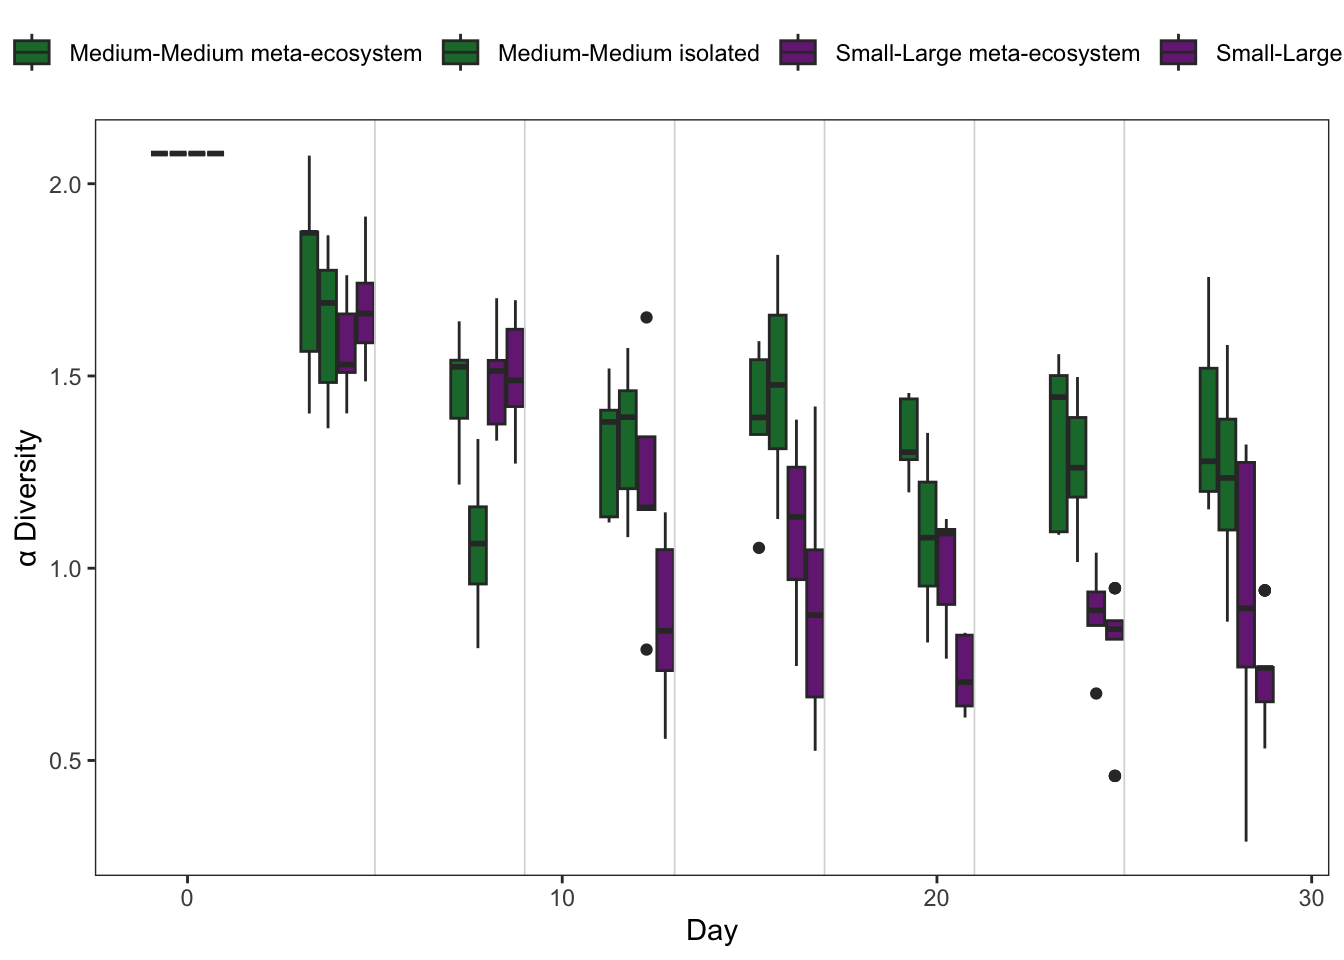 Medium-Medium meta-ecosystem Medium-Medium isolated Small-Large meta-ecosystem Small-Large
2.0
1.5
1.0
0.5
α Diversity
0 10 20 30
Day